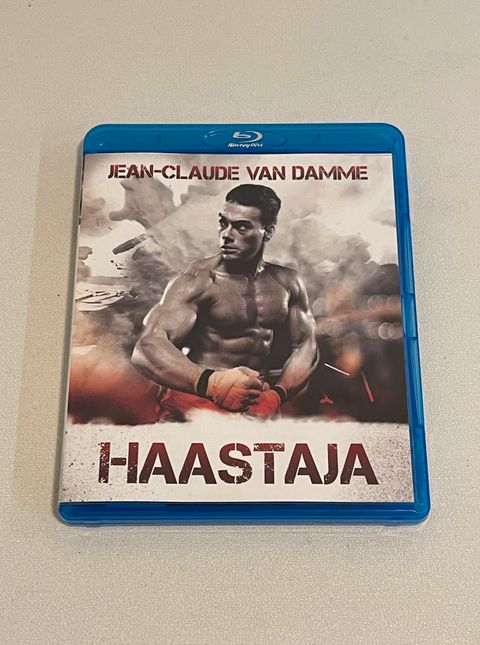 Blu-ray Disc
JEAN-CLAUDE VAN DAMME
HAASTAJA